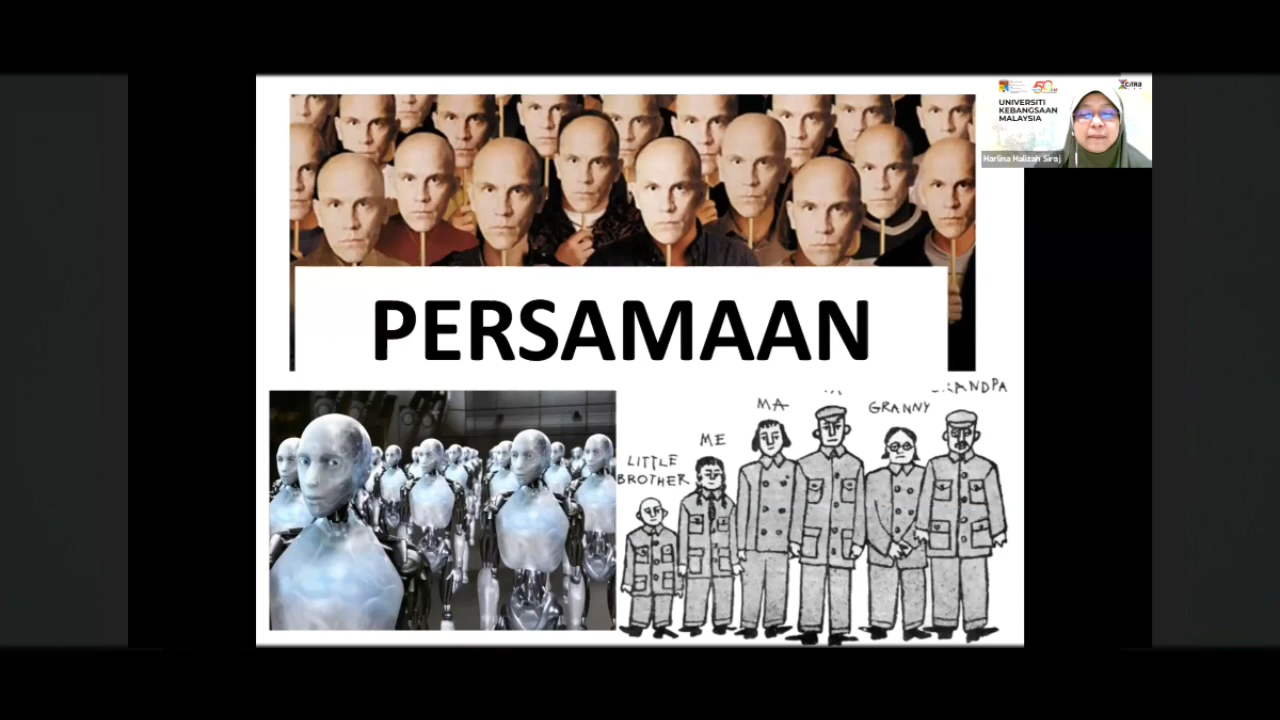 UNIVERSITI
KEBANGSAAN
MALAYSIA
Harlina Halizah Siraj
PERSAMAAN
MA
GRANNY
ME
LITTLE
BROTHER